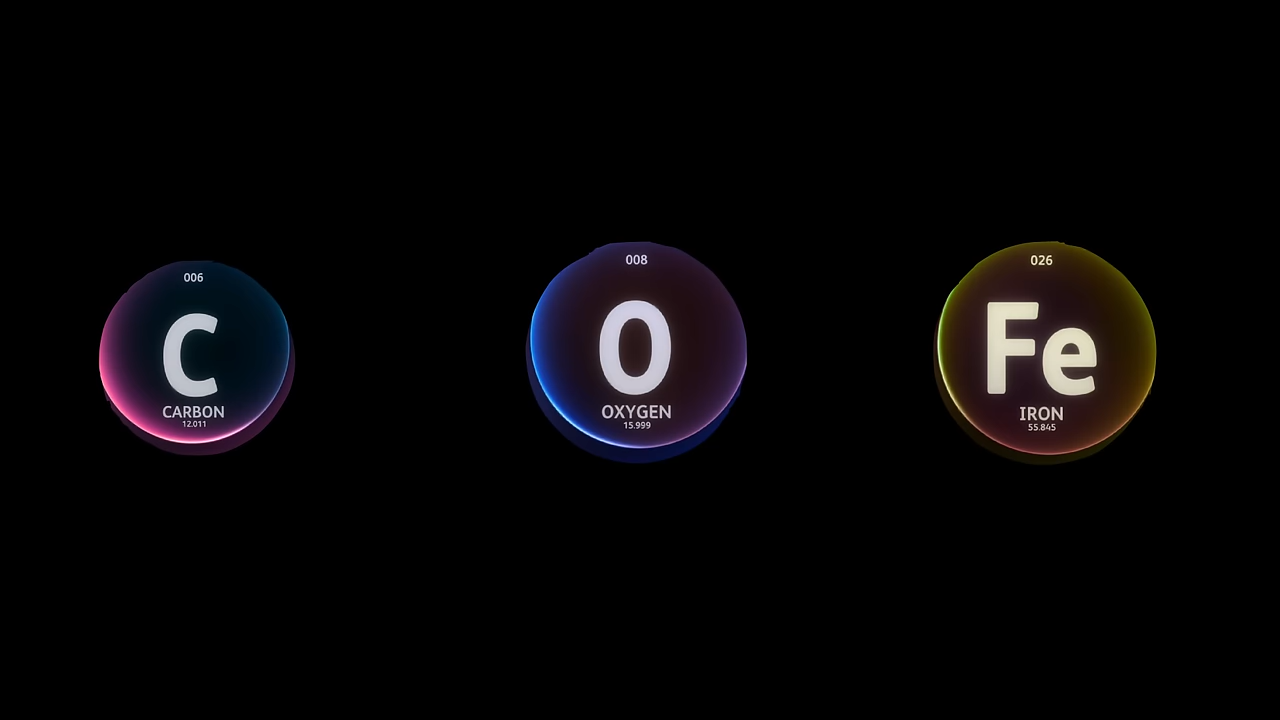 006
C
CARBON
12.011
008
O
OXYGEN
15.999
026
Fe
IRON
55.845